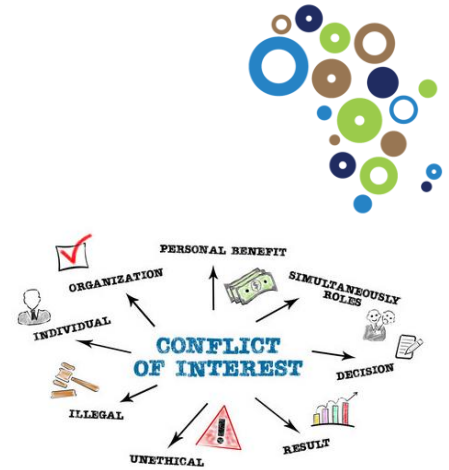 PERSONAL BENEFIT
ORGANIZATION
SIMULTANEOUSLY
ROLES
INDIVIDUAL
CONFLICT
OF INTEREST
DECISION
ILLEGAL
RESULT
UNETHICAL